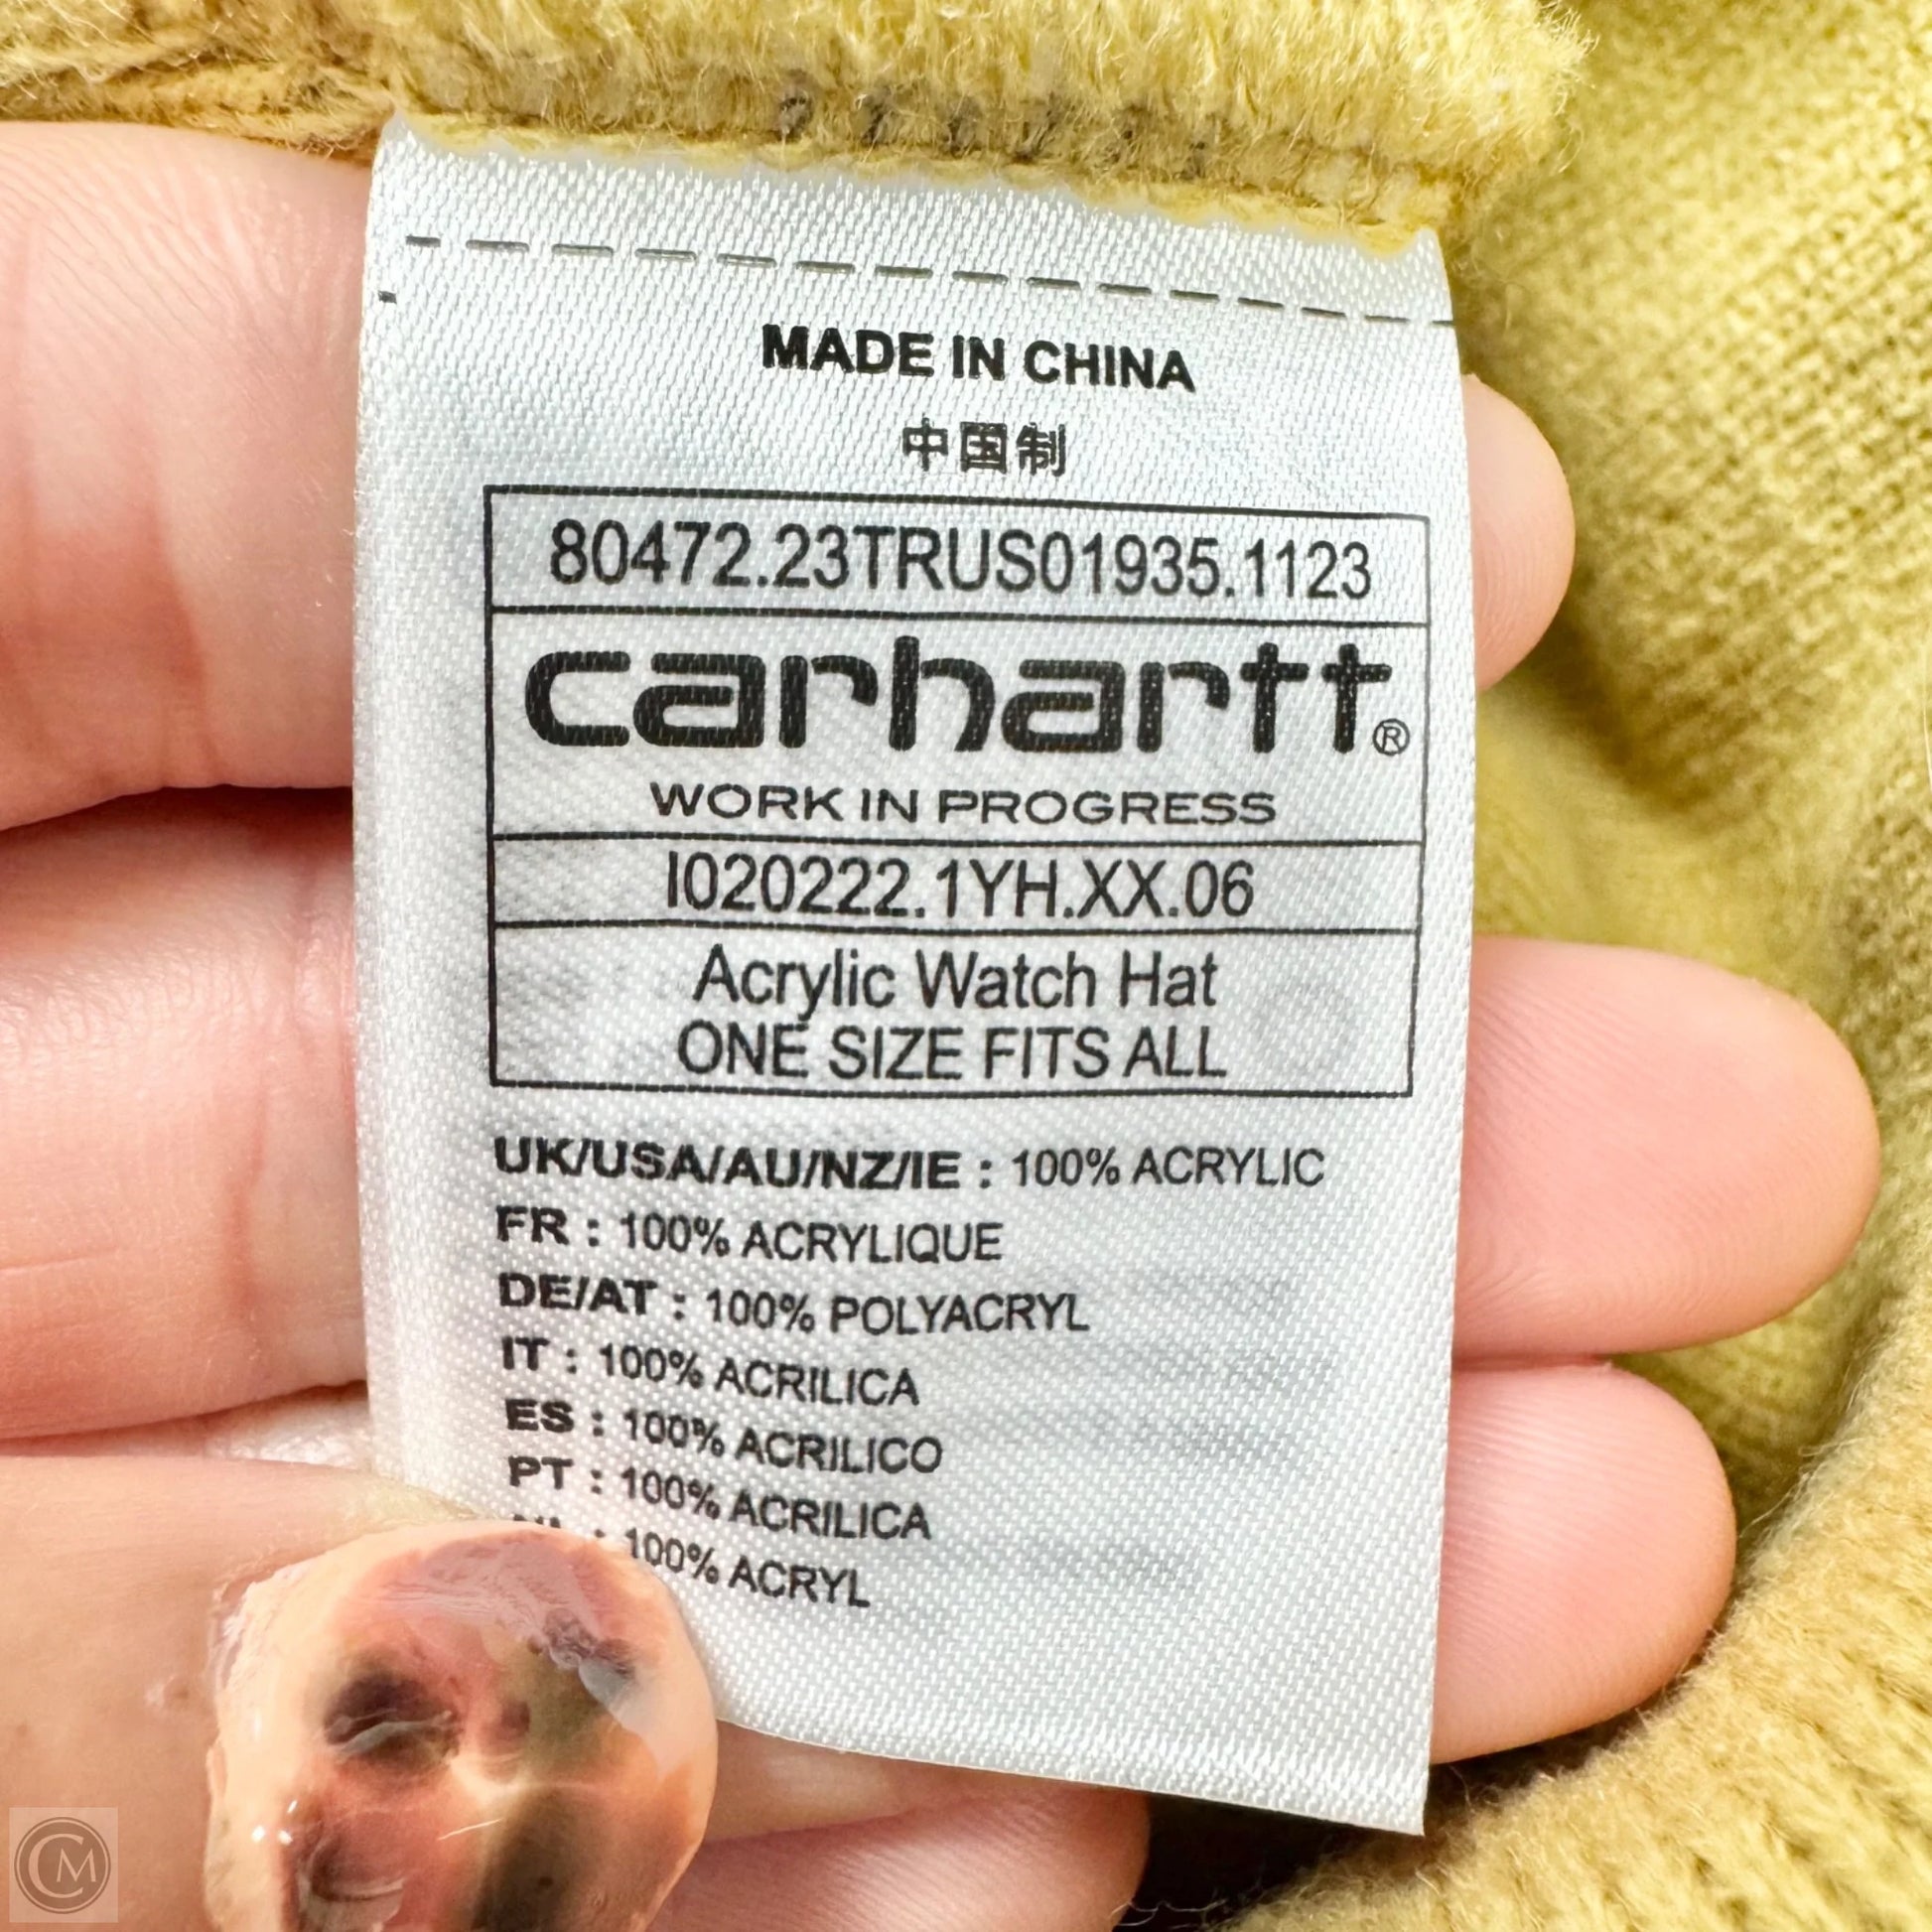 MADE IN CHINA
中国制
80472.23TRUS01935.1123
carhartt®
WORK IN PROGRESS
I020222.1YH.XX.06
Acrylic Watch Hat
ONE SIZE FITS ALL
UK/USA/AU/NZ/IE : 100% ACRYLIC
FR : 100% ACRYLIQUE
DE/AT : 100% POLYACRYL
IT : 100% ACRILICA
ES : 100% ACRILICO
PT : 100% ACRILICA
: 100% ACRYL
CM